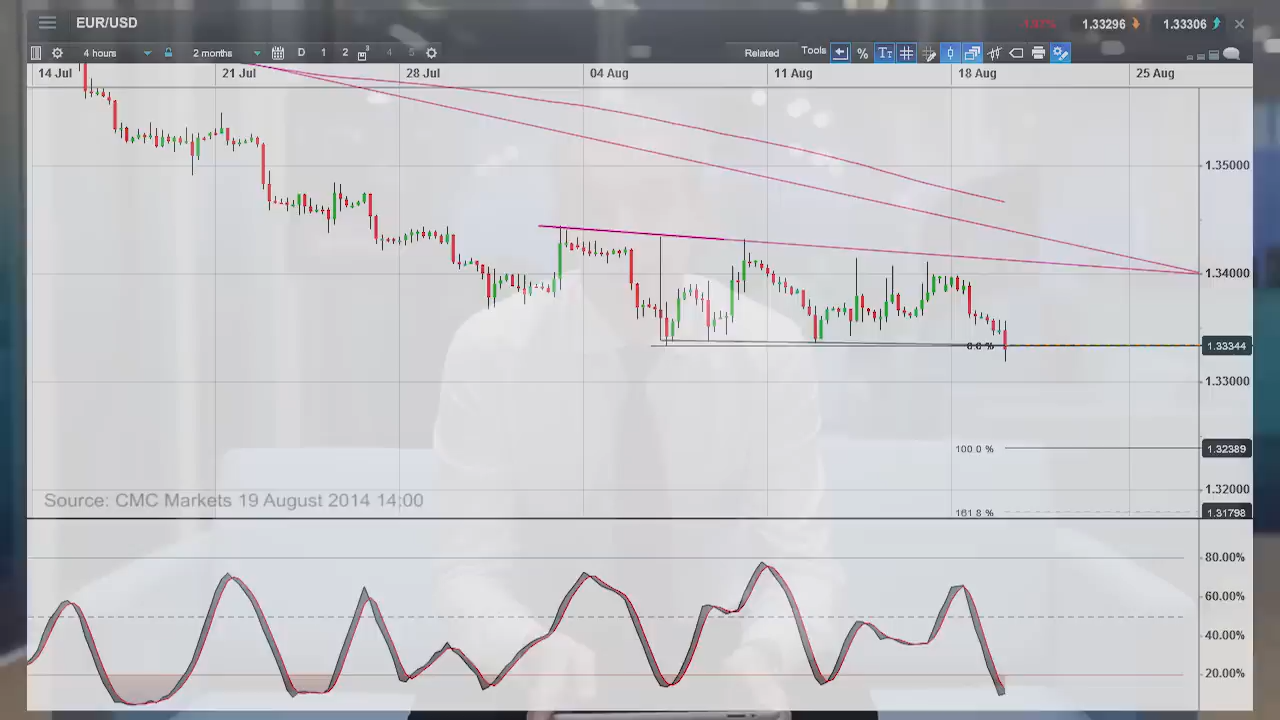 EUR/USD
1.33296 1.33306
4 hours 2 months D 1 2 3 4 5 Related Tools %
14 Jul 21 Jul 28 Jul 04 Aug 11 Aug 18 Aug 25 Aug
1.35000
1.34000
0.0 % 1.33344
1.33000
100.0 % 1.32389
1.32000
Source: CMC Markets 19 August 2014 14:00
161.8 % 1.31798
80.00%
60.00%
40.00%
20.00%